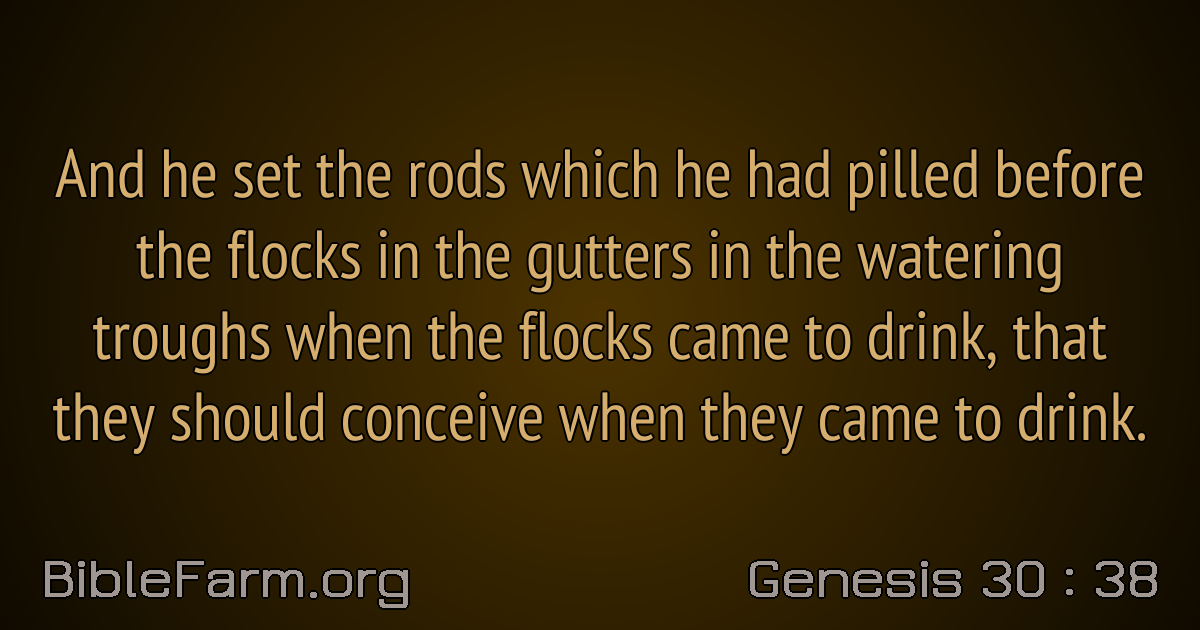 And he set the rods which he had pilled before
the flocks in the gutters in the watering
troughs when the flocks came to drink, that
they should conceive when they came to drink.
BibleFarm.org
Genesis 30 : 38